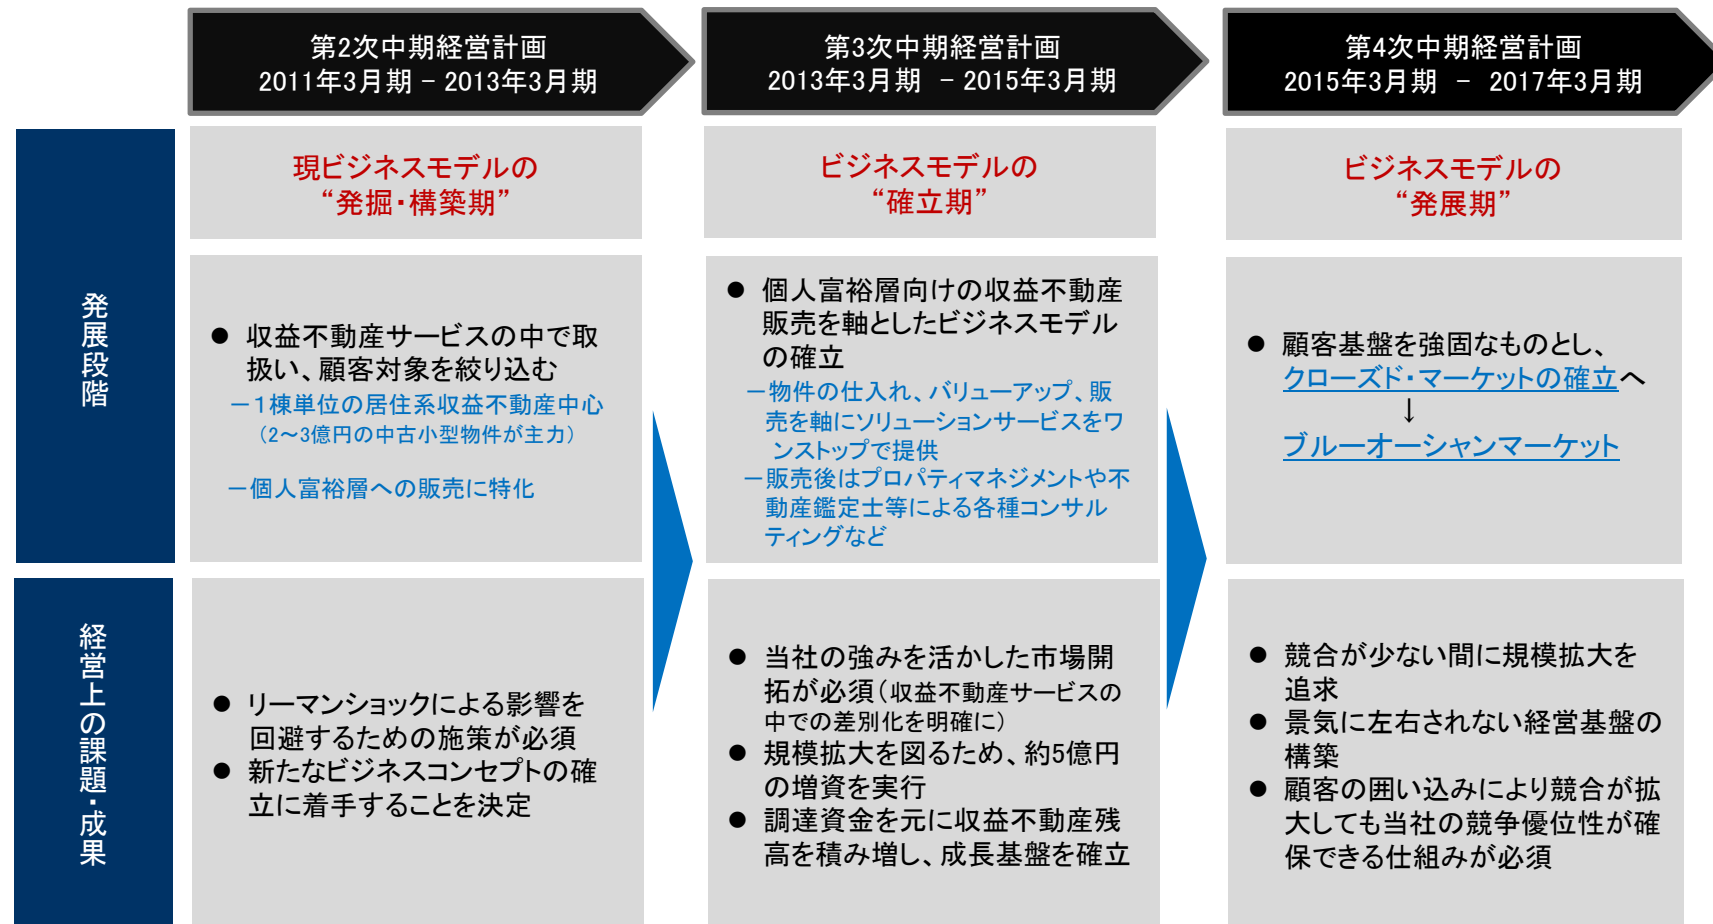 第2次中期経営計画
2011年3月期 – 2013年3月期
第3次中期経営計画
2013年3月期 – 2015年3月期
第4次中期経営計画
2015年3月期 – 2017年3月期
発展段階
現ビジネスモデルの
“発掘・構築期”
ビジネスモデルの
“確立期”
ビジネスモデルの
“発展期”
● 収益不動産サービスの中で取
扱い、顧客対象を絞り込む
－１棟単位の居住系収益不動産中心
（2～3億円の中古小型物件が主力）
－個人富裕層への販売に特化
● 個人富裕層向けの収益不動産
販売を軸としたビジネスモデル
の確立
－物件の仕入れ、バリューアップ、販
売を軸にソリューションサービスをワ
ンストップで提供
－販売後はプロパティマネジメントや不
動産鑑定士等による各種コンサル
ティングなど
● 顧客基盤を強固なものとし、
クローズド・マーケットの確立へ
↓
ブルーオーシャンマーケット
経営上の課題・成果
● リーマンショックによる影響を
回避するための施策が必須
● 新たなビジネスコンセプトの確
立に着手することを決定
● 当社の強みを活かした市場開
拓が必須（収益不動産サービスの
中での差別化を明確に）
● 規模拡大を図るため、約5億円
の増資を実行
● 調達資金を元に収益不動産残
高を積み増し、成長基盤を確立
● 競合が少ない間に規模拡大を
追求
● 景気に左右されない経営基盤の
構築
● 顧客の囲い込みにより競合が拡
大しても当社の競争優位性が確
保できる仕組みが必須